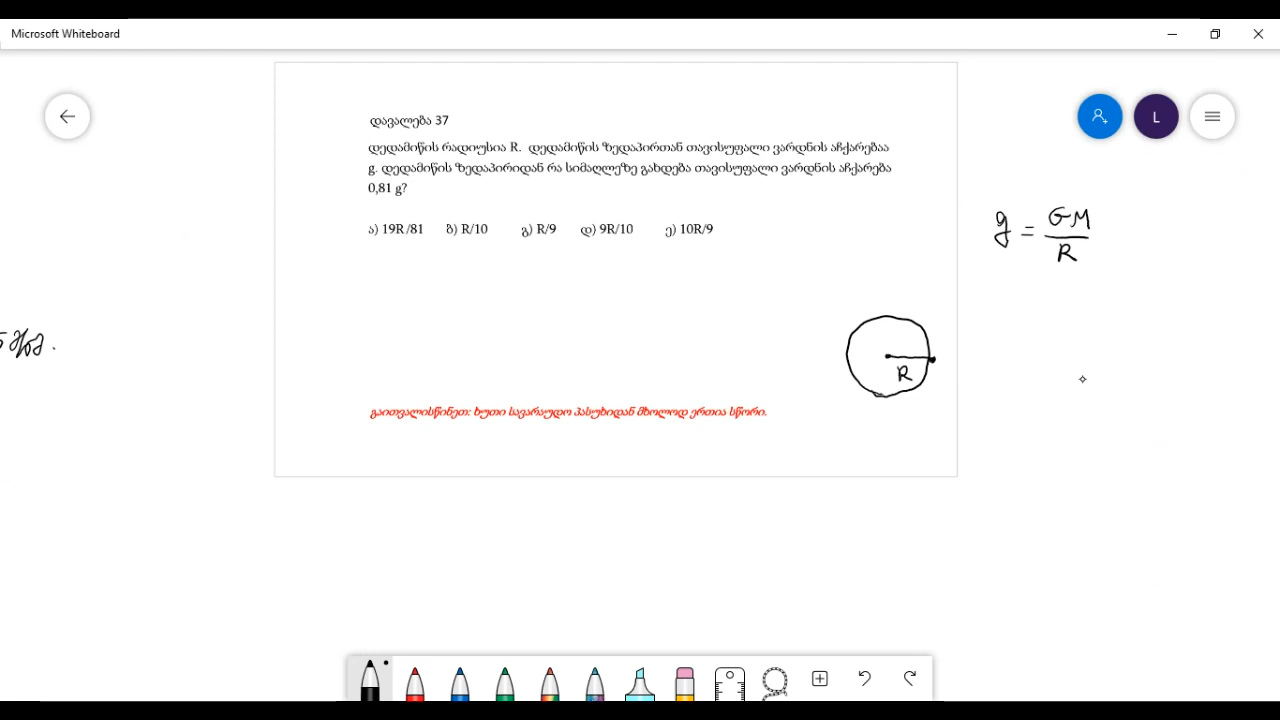 Microsoft Whiteboard
L
დავალება 37
დედამიწის რადიუსია R. დედამიწის ზედაპირთან თავისუფალი ვარდნის აჩქარებაა
g. დედამიწის ზედაპირიდან რა სიმაღლეზე გახდება თავისუფალი ვარდნის აჩქარება
0,81 g?
ა) 19R/81 ბ) R/10 გ) R/9 დ) 9R/10 ე) 10R/9
g = GM
R
R
გაითვალისწინეთ: ხუთი სავარაუდო პასუხიდან მხოლოდ ერთია სწორი.